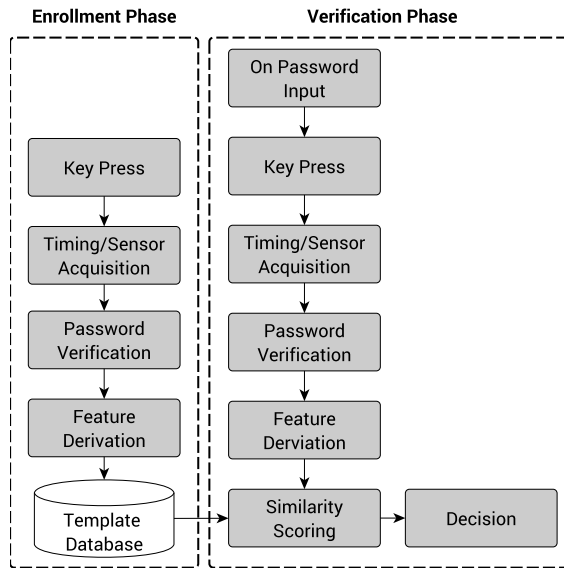 Enrollment Phase
Key Press
Timing/Sensor
Acquisition
Password
Verification
Feature
Derivation
Template
Database
Verification Phase
On Password
Input
Key Press
Timing/Sensor
Acquisition
Password
Verification
Feature
Derviation
Similarity
Scoring
Decision